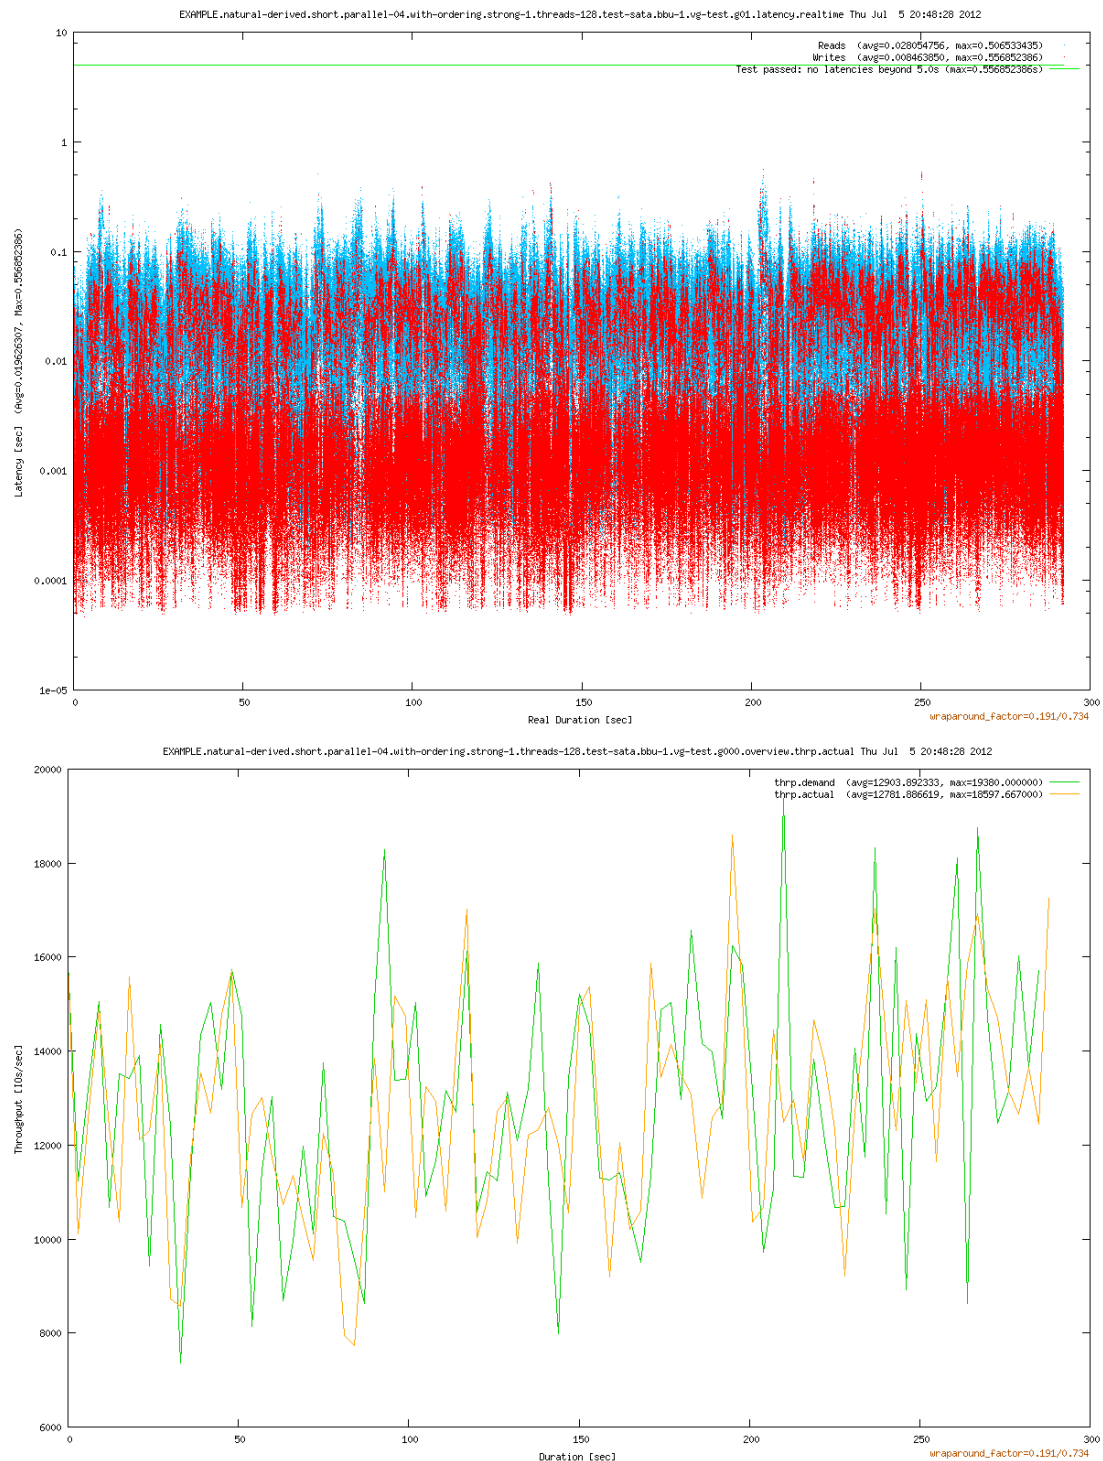 EXAMPLE.natural-derived.short.parallel-04.with-ordering.strong-1.threads-128.test-sata.bbu-1.vg-test.g01.latency.realtime Thu Jul  5 20:48:28 2012
Reads  (avg=0.028054756, max=0.506533435)
Writes  (avg=0.008463850, max=0.556852386)
Test passed: no latencies beyond 5.0s (max=0.556852386s)
10
1
0.1
0.01
0.001
0.0001
1e-05
Latency [sec]  (Avg=0.019626307, Max=0.556852386)
0 50 100 150 200 250 300
Real Duration [sec]
wraparound_factor=0.191/0.734
EXAMPLE.natural-derived.short.parallel-04.with-ordering.strong-1.threads-128.test-sata.bbu-1.vg-test.g000.overview.thrp.actual Thu Jul  5 20:48:28 2012
thrp.demand  (avg=12903.892333, max=19380.000000)
thrp.actual  (avg=12781.886619, max=18597.667000)
20000
18000
16000
14000
12000
10000
8000
6000
Throughput [IOs/sec]
0 50 100 150 200 250 300
Duration [sec]
wraparound_factor=0.191/0.734